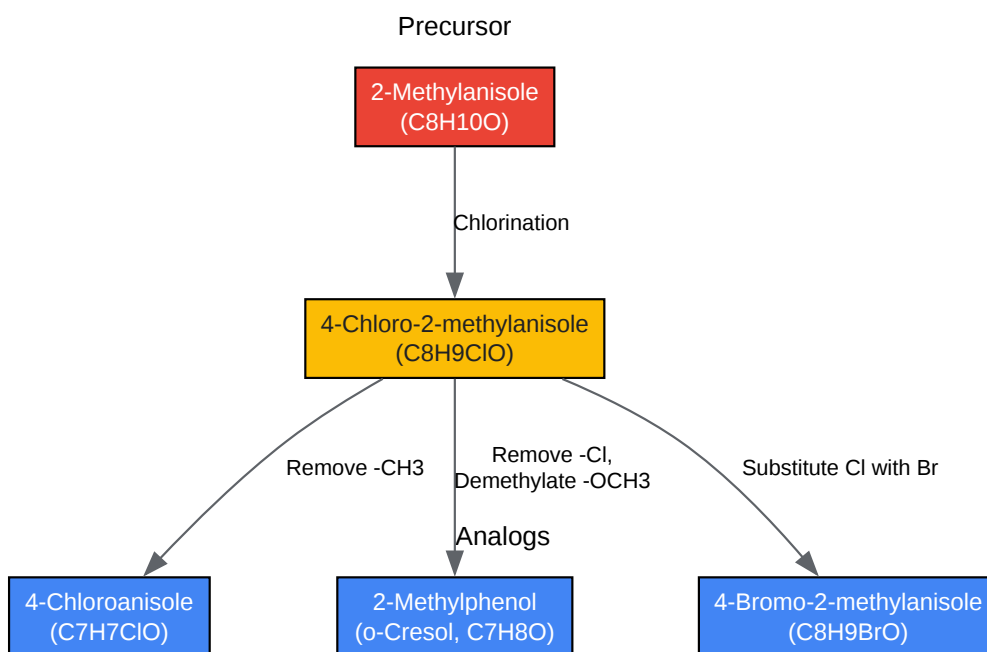 Precursor
2-Methylanisole
(C8H10O)
Chlorination
4-Chloro-2-methylanisole
(C8H9ClO)
Remove -CH3
Remove -Cl,
Demethylate -OCH3
Substitute Cl with Br
Analogs
4-Chloroanisole
(C7H7ClO)
2-Methylphenol
(o-Cresol, C7H8O)
4-Bromo-2-methylanisole
(C8H9BrO)